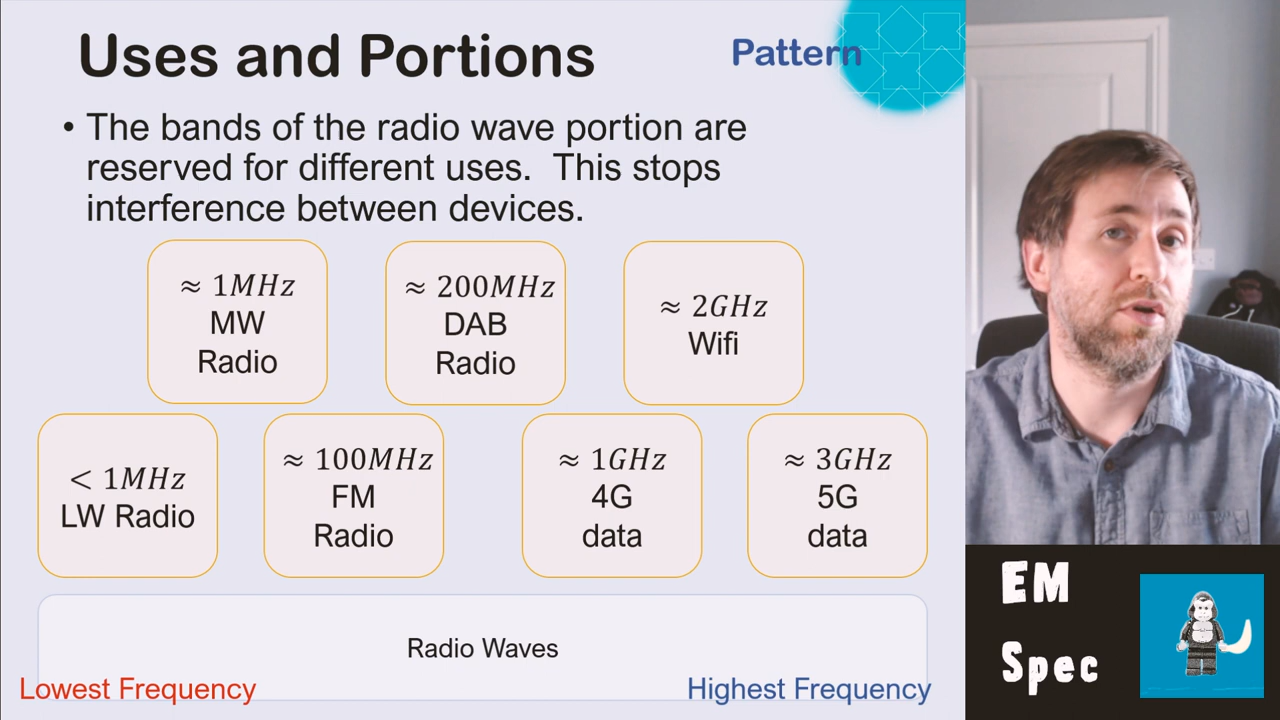 Uses and Portions
Pattern
• The bands of the radio wave portion are
reserved for different uses.  This stops
interference between devices.
≈ 1MHz
MW
Radio
≈ 200MHz
DAB
Radio
≈ 2GHz
Wifi
< 1MHz
LW Radio
≈ 100MHz
FM
Radio
≈ 1GHz
4G
data
≈ 3GHz
5G
data
Radio Waves
Lowest Frequency
Highest Frequency
EM
Spec